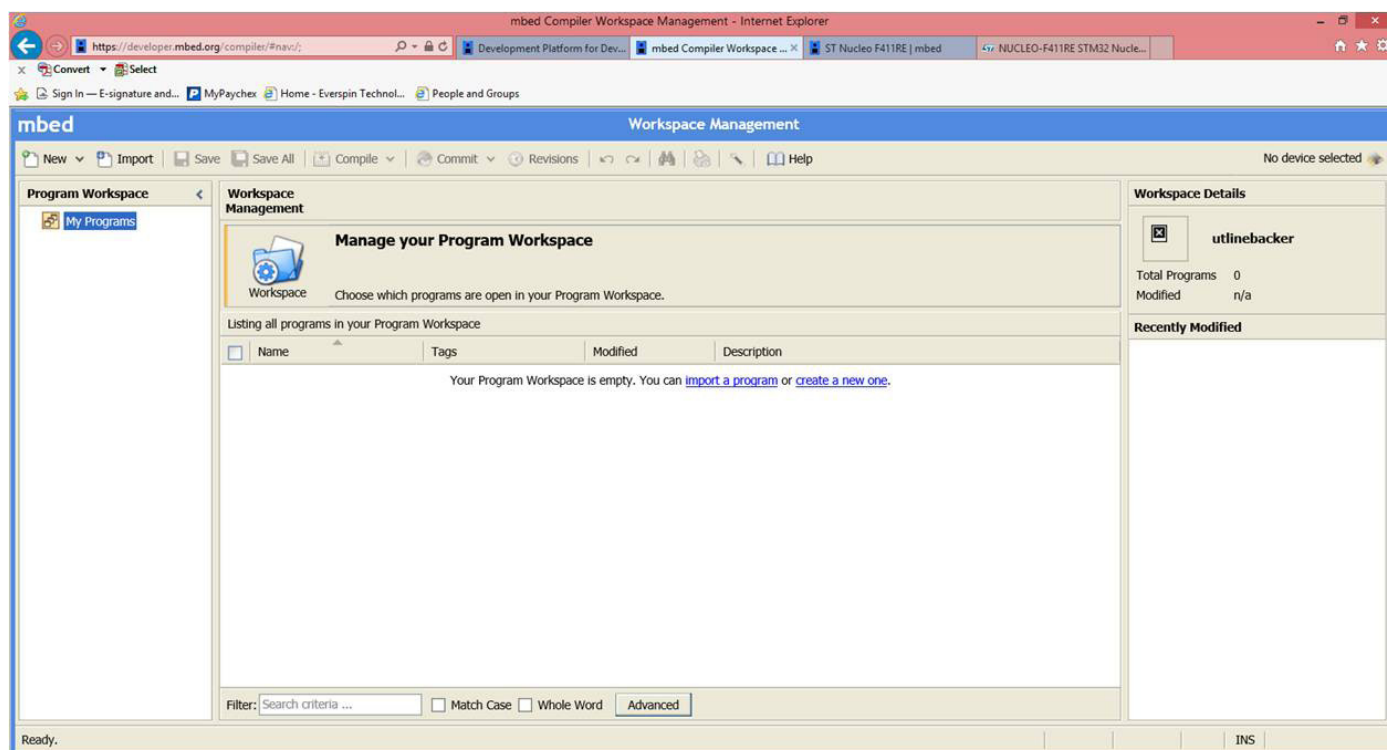 mbed Compiler Workspace Management - Internet Explorer
https://developer.mbed.org/compiler/#nav:/;
Development Platform for Dev...
mbed Compiler Workspace ...
ST Nucleo F411RE | mbed
NUCLEO-F411RE STM32 Nucle...
x Convert Select
Sign In — E-signature and... MyPaychex Home - Everspin Technol... People and Groups
mbed
Workspace Management
New Import Save Save All Compile Commit Revisions Help
No device selected
Program Workspace
My Programs
Workspace
Management
Workspace
Manage your Program Workspace
Choose which programs are open in your Program Workspace.
Listing all programs in your Program Workspace
Name Tags Modified Description
Your Program Workspace is empty. You can import a program or create a new one.
Filter: Search criteria ... Match Case Whole Word Advanced
Workspace Details
utlinebacker
Total Programs 0
Modified n/a
Recently Modified
Ready.
INS